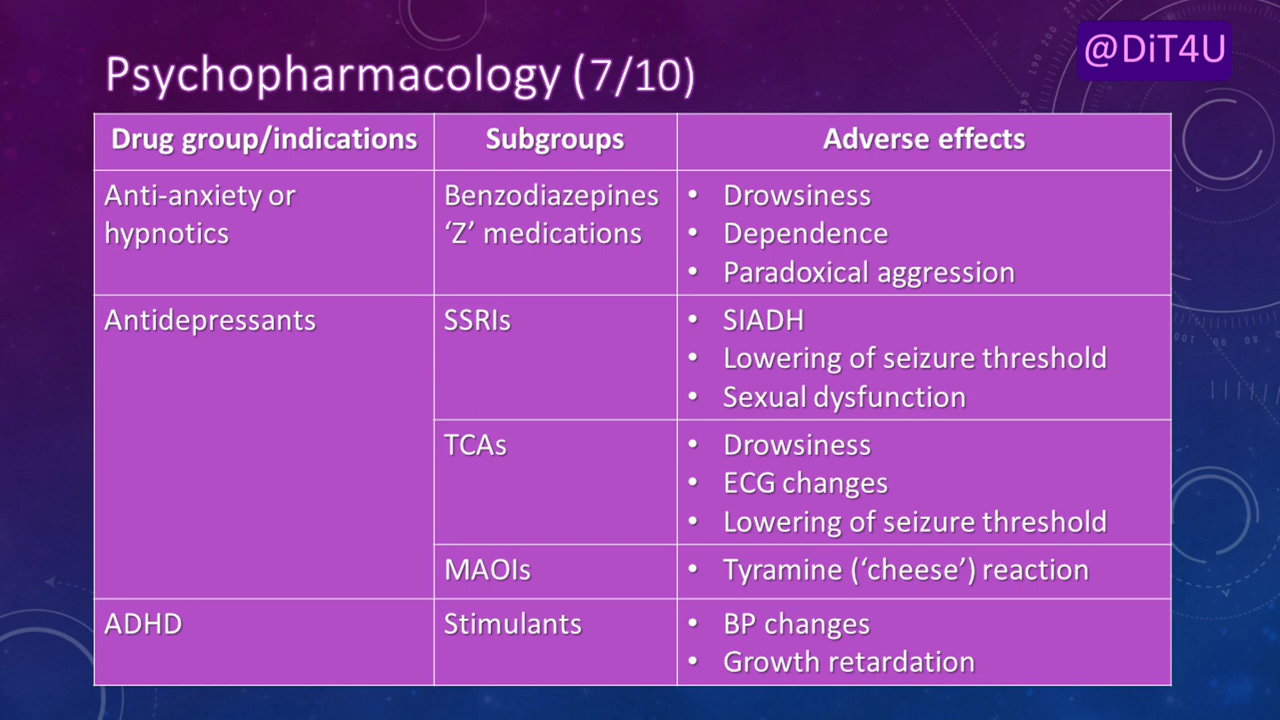 @DiT4U
Psychopharmacology (7/10)
Drug group/indications
Subgroups
Adverse effects
Anti-anxiety or
hypnotics
Benzodiazepines
‘Z’ medications
• Drowsiness
• Dependence
• Paradoxical aggression
Antidepressants
SSRIs
• SIADH
• Lowering of seizure threshold
• Sexual dysfunction
TCAs
• Drowsiness
• ECG changes
• Lowering of seizure threshold
MAOIs
• Tyramine (‘cheese’) reaction
ADHD
Stimulants
• BP changes
• Growth retardation